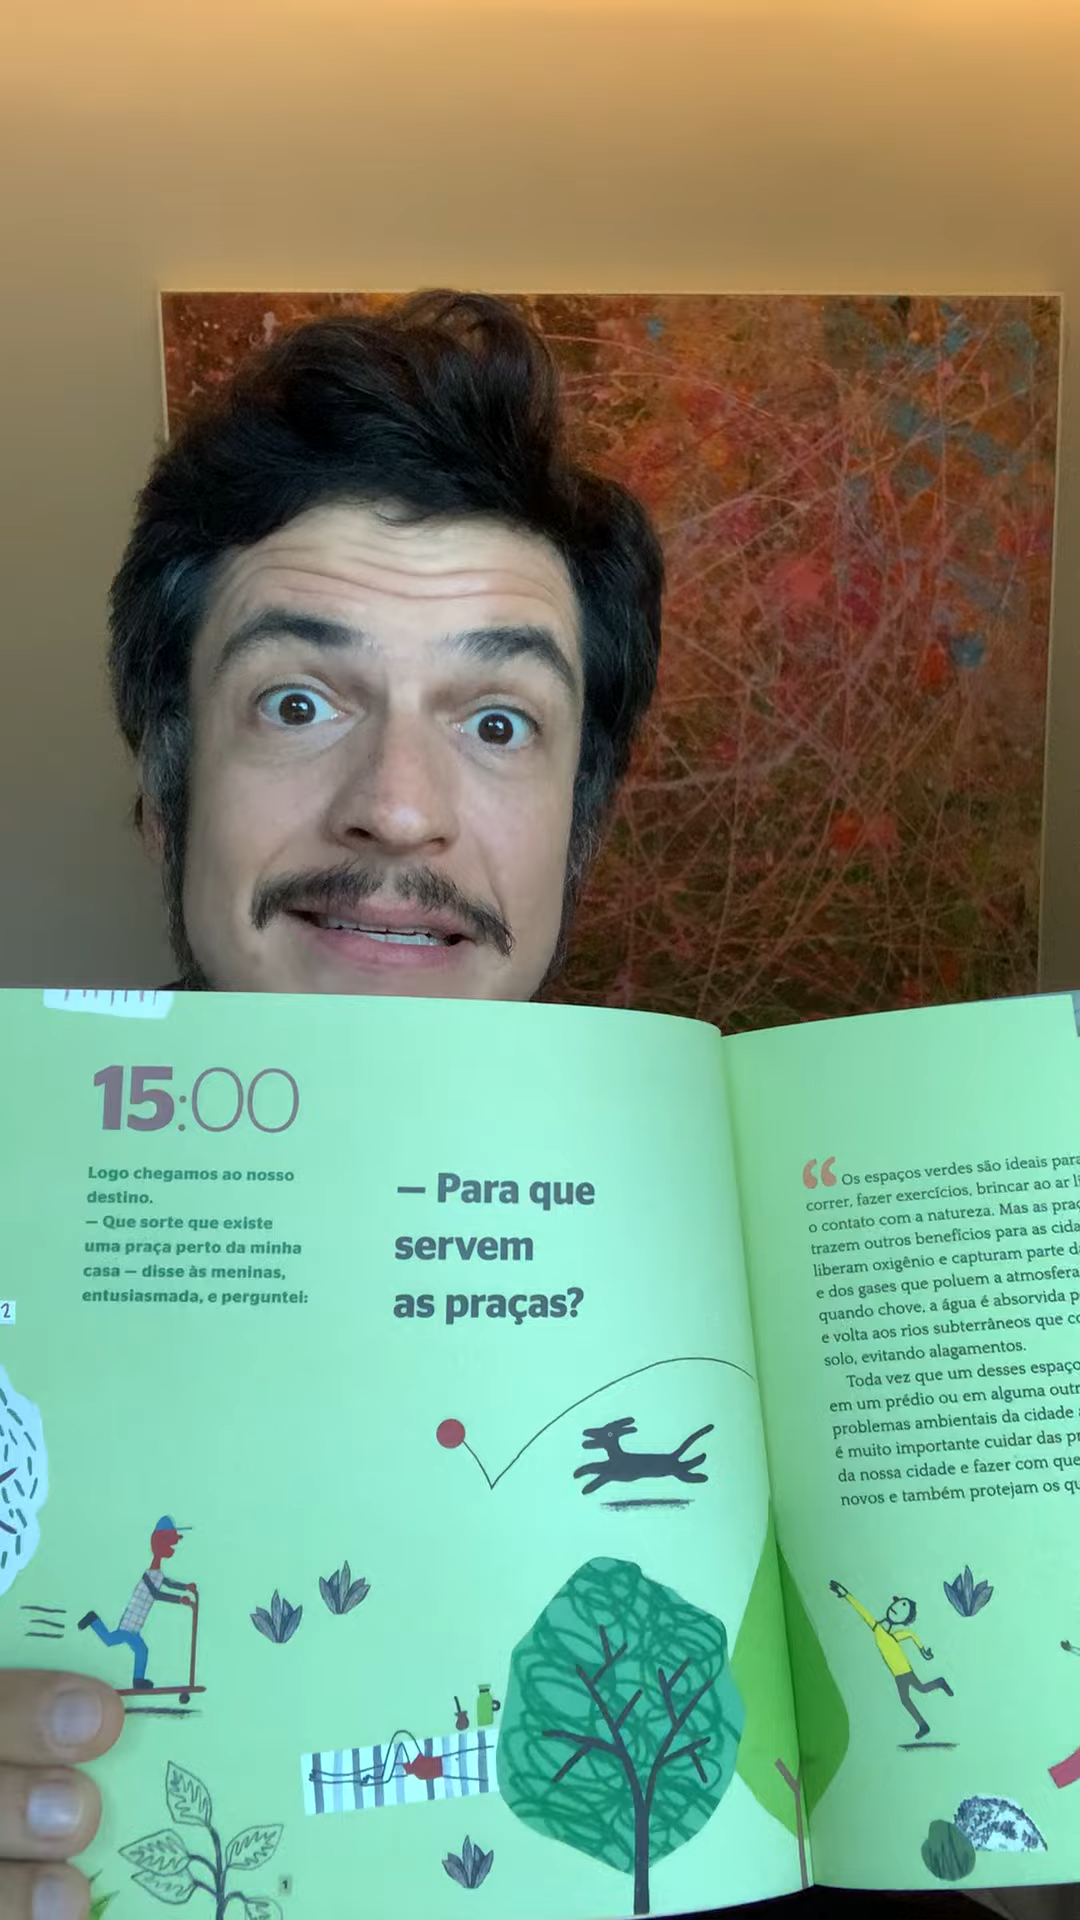 15:00
Logo chegamos ao nosso
destino.
— Que sorte que existe
uma praça perto da minha
casa — disse às meninas,
entusiasmada, e perguntei:
— Para que
servem
as praças?
2
1
“ Os espaços verdes são ideais para
correr, fazer exercícios, brincar ao ar
o contato com a natureza. Mas as
trazem outros benefícios para as
liberam oxigênio e capturam parte
e dos gases que poluem a atmosfera
quando chove, a água é absorvida
e volta aos rios subterrâneos que
solo, evitando alagamentos.
Toda vez que um desses
em um prédio ou em alguma
problemas ambientais da cidade
é muito importante cuidar das
da nossa cidade e fazer com que
novos e também protejam os